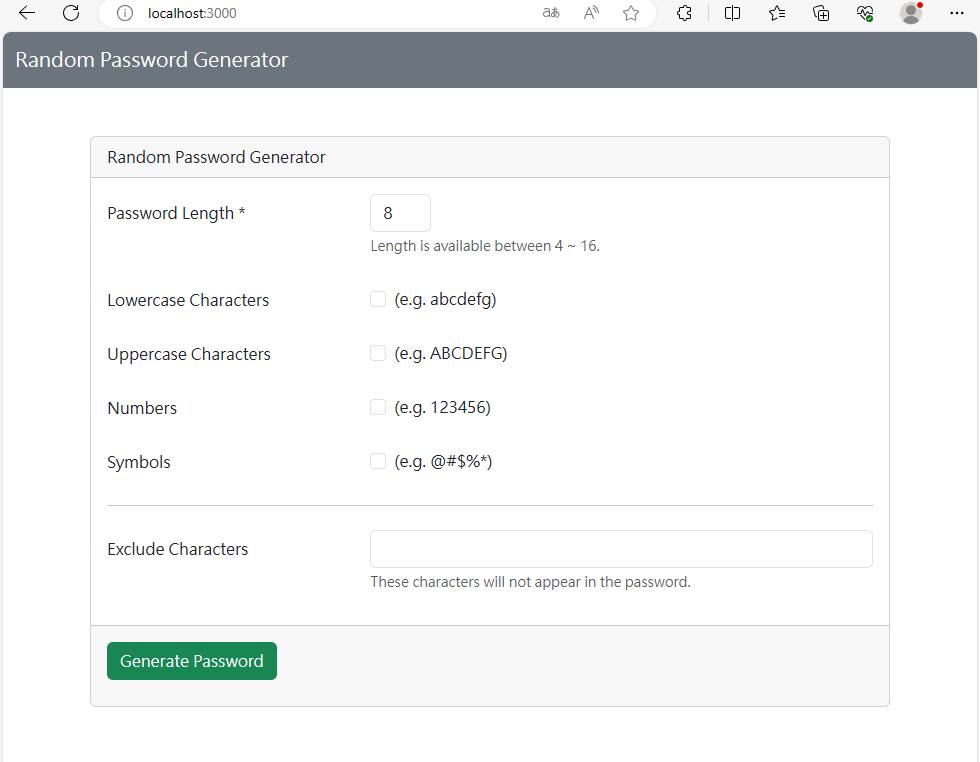 localhost:3000
aあ
A
Random Password Generator
Random Password Generator
Password Length *
8
Length is available between 4 ~ 16.
Lowercase Characters
(e.g. abcdefg)
Uppercase Characters
(e.g. ABCDEFG)
Numbers
(e.g. 123456)
Symbols
(e.g. @#$%*)
Exclude Characters
These characters will not appear in the password.
Generate Password